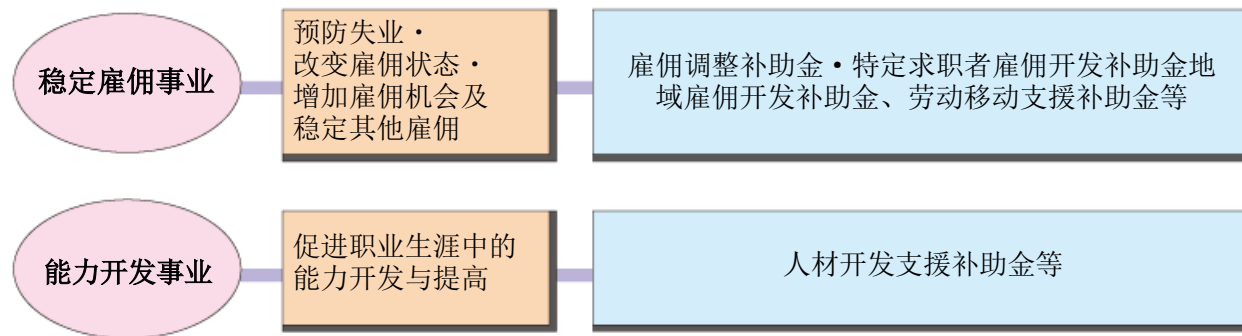 稳定雇佣事业
预防失业·
改变雇佣状态·
增加雇佣机会及
稳定其他雇佣
雇佣调整补助金·特定求职者雇佣开发补助金地
域雇佣开发补助金、劳动移动支援补助金等
能力开发事业
促进职业生涯中的
能力开发与提高
人材开发支援补助金等